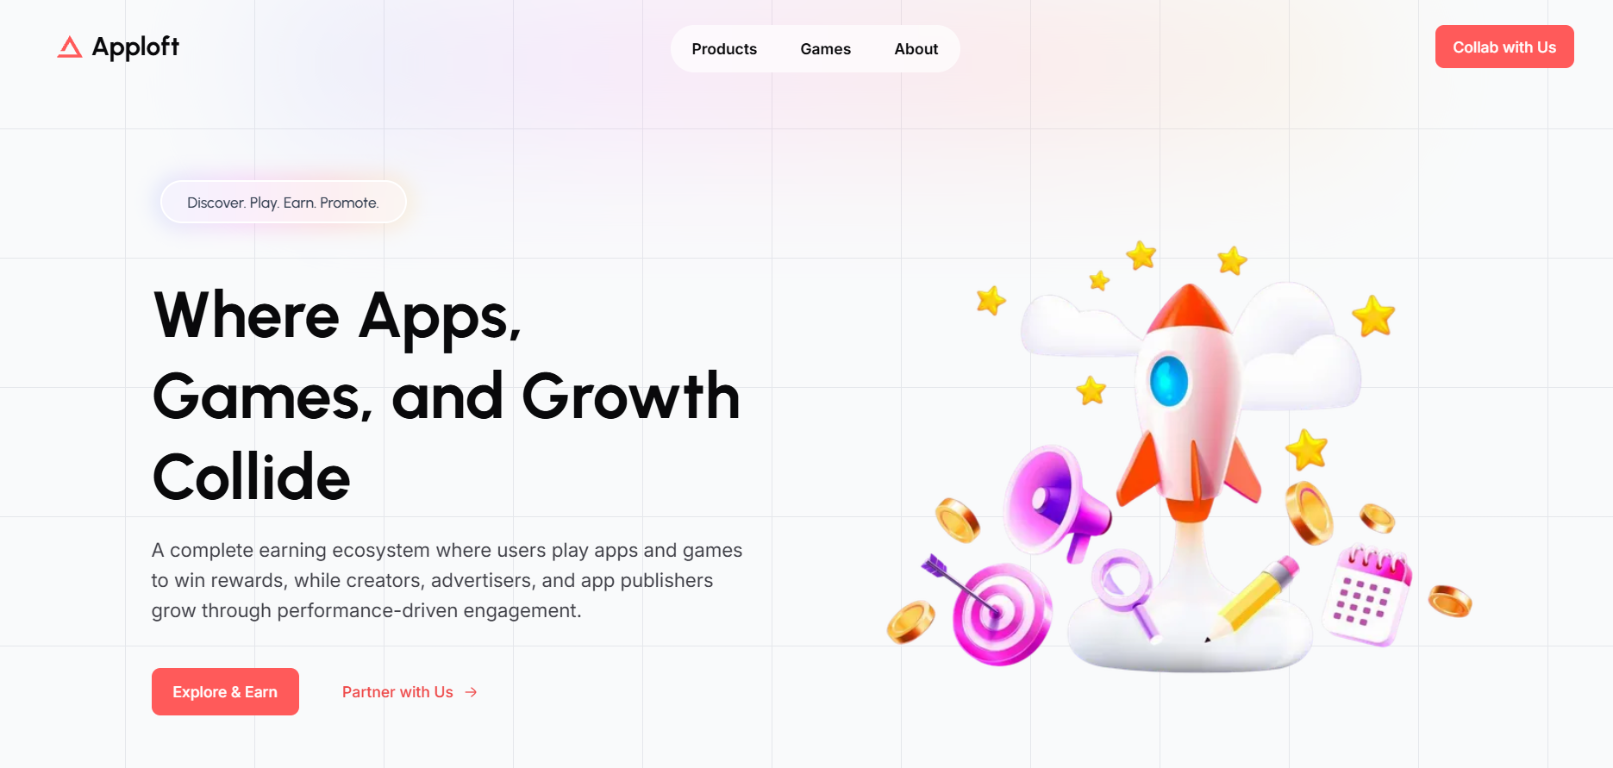 Apploft
Products
Games
About
Collab with Us
Discover. Play. Earn. Promote.
Where Apps,
Games, and Growth
Collide
A complete earning ecosystem where users play apps and games
to win rewards, while creators, advertisers, and app publishers
grow through performance-driven engagement.
Explore & Earn
Partner with Us →